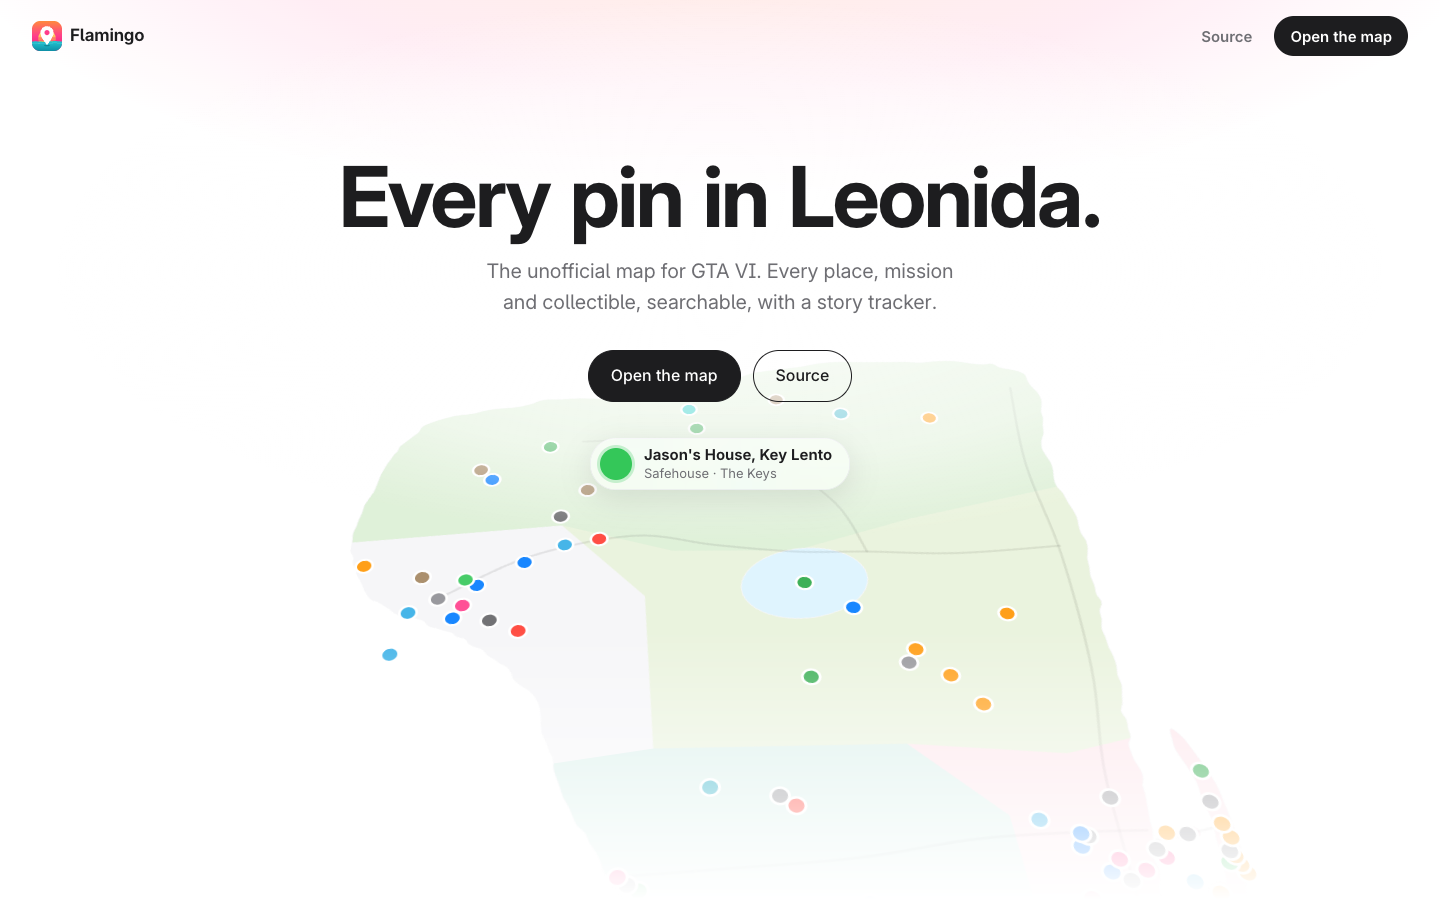 Flamingo
Source
Open the map
Every pin in Leonida.
The unofficial map for GTA VI. Every place, mission
and collectible, searchable, with a story tracker.
Open the map
Source
Jason's House, Key Lento
Safehouse · The Keys